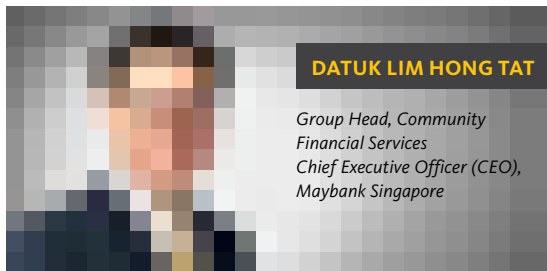 DATUK LIM HONG TAT
Group Head, Community
Financial Services
Chief Executive Officer (CEO),
Maybank Singapore